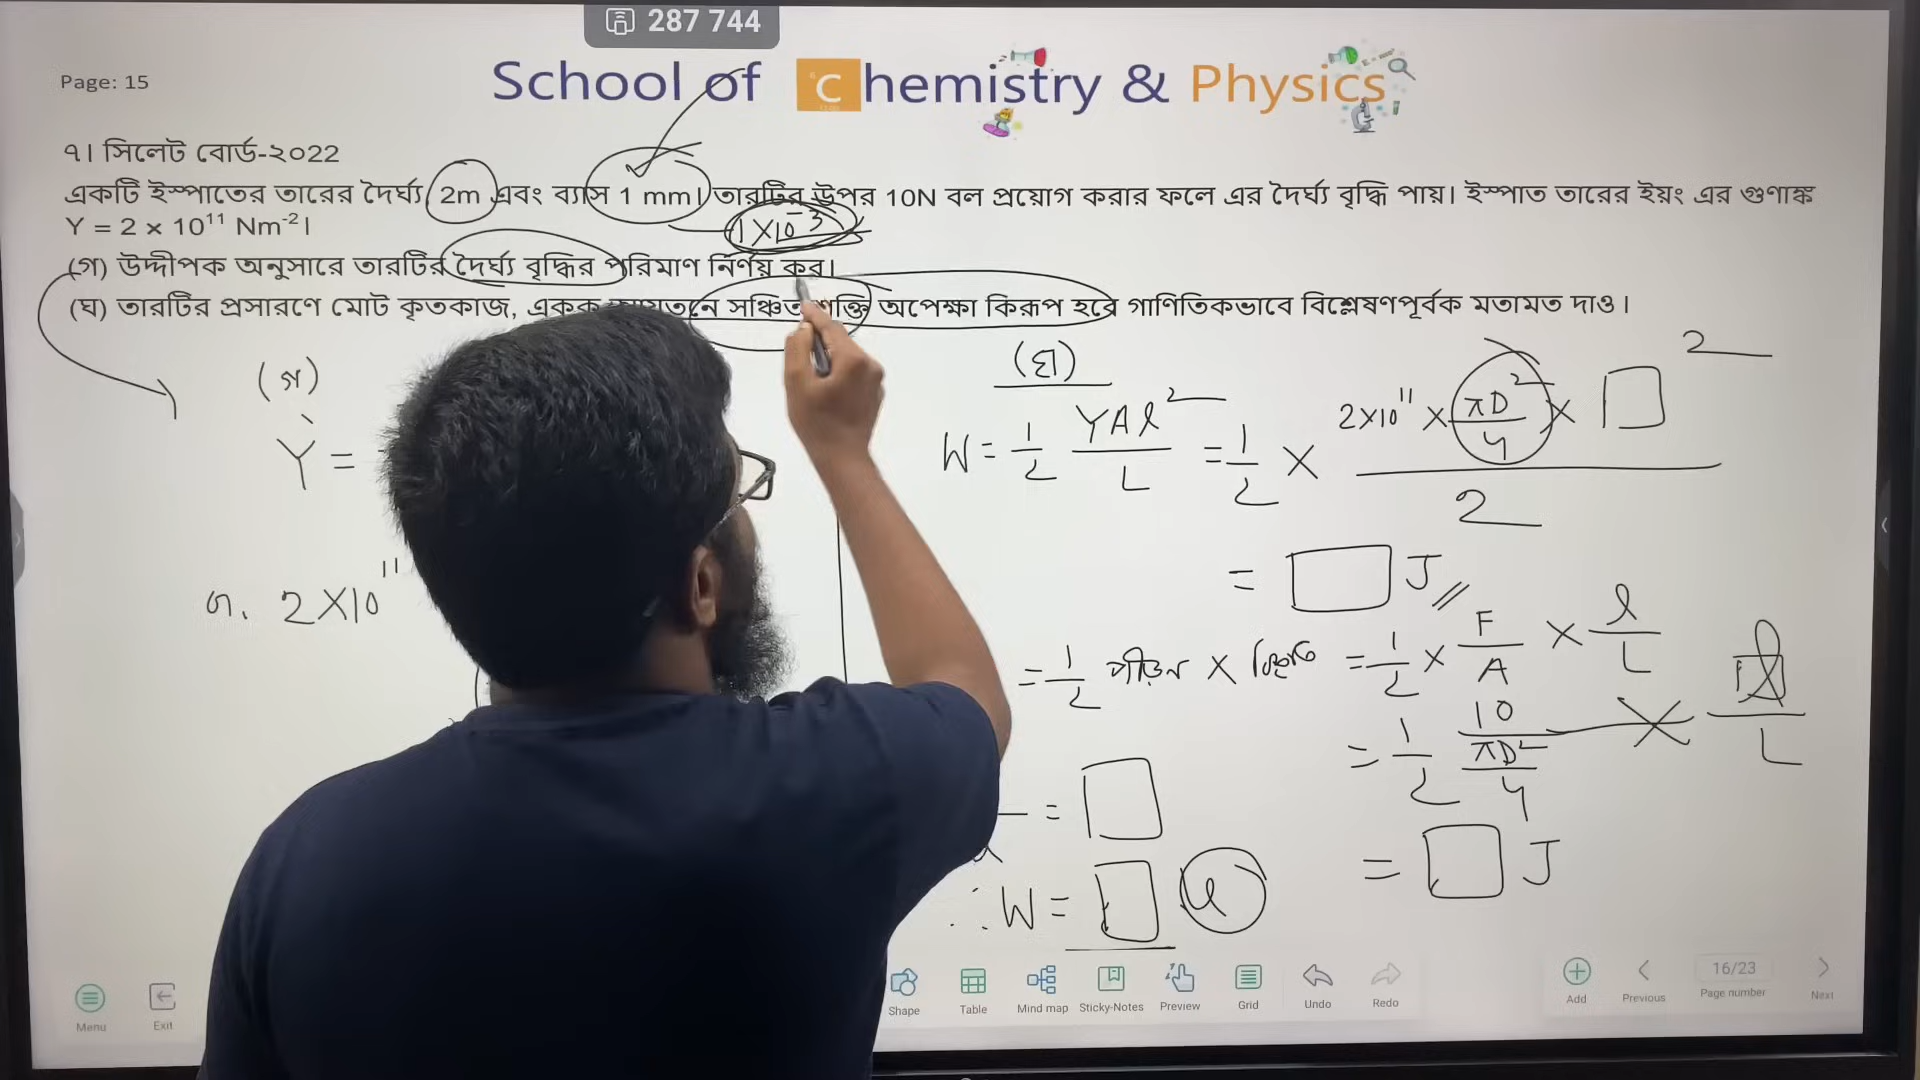 287 744
Page: 15
School of Chemistry & Physics
৭। সিলেট বোর্ড-২০22
একটি ইস্পাতের তারের দৈর্ঘ্য 2m এবং ব্যাস 1 mm। তারটির উপর 10N বল প্রয়োগ করার ফলে এর দৈর্ঘ্য বৃদ্ধি পায়। ইস্পাত তারের ইয়ং এর গুণাঙ্ক
Y = 2 × 10¹¹ Nm⁻²।
1×10⁻³
(গ) উদ্দীপক অনুসারে তারটির দৈর্ঘ্য বৃদ্ধির পরিমাণ নির্ণয় কর।
(ঘ) তারটির প্রসারণে মোট কৃতকাজ, একক সঞ্চিত শক্তি অপেক্ষা কিরূপ হবে গাণিতিকভাবে বিশ্লেষণপূর্বক মতামত দাও।
(গ)
Y =
2×10¹¹
(ঘ)
W = 1/2 YAl²/L = 1/2 × 2×10¹¹ × πD²/4 × □² / 2
= □ J
= 1/2 পীড়ন × বিকৃতি = 1/2 × F/A × l/L
= 1/2 10/(πD²/4) × □/L
= □
= □ J
∴ W = □ u
Menu
Exit
Shape
Table
Mind map
Sticky-Notes
Preview
Grid
Undo
Redo
Add
Previous
16/23
Page number
Next